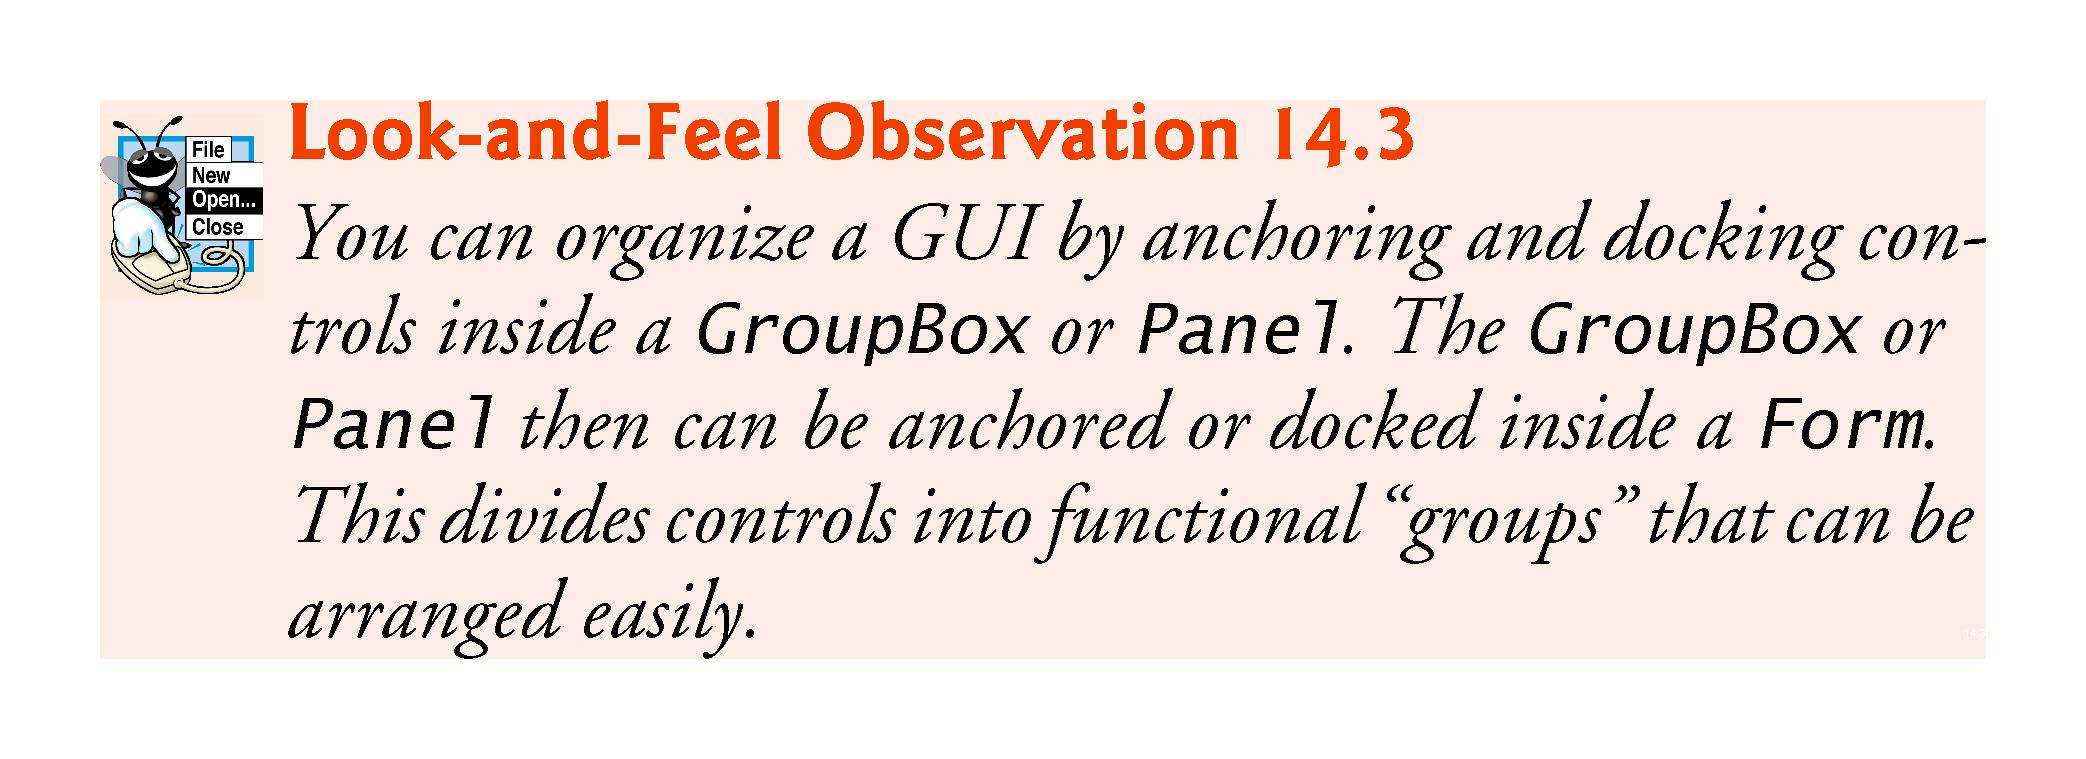 Look-and-Feel Observation 14.3
File
New
Open...
Close
You can organize a GUI by anchoring and docking con-
trols inside a GroupBox or Panel. The GroupBox or
Panel then can be anchored or docked inside a Form.
This divides controls into functional “groups” that can be
arranged easily.
14.3